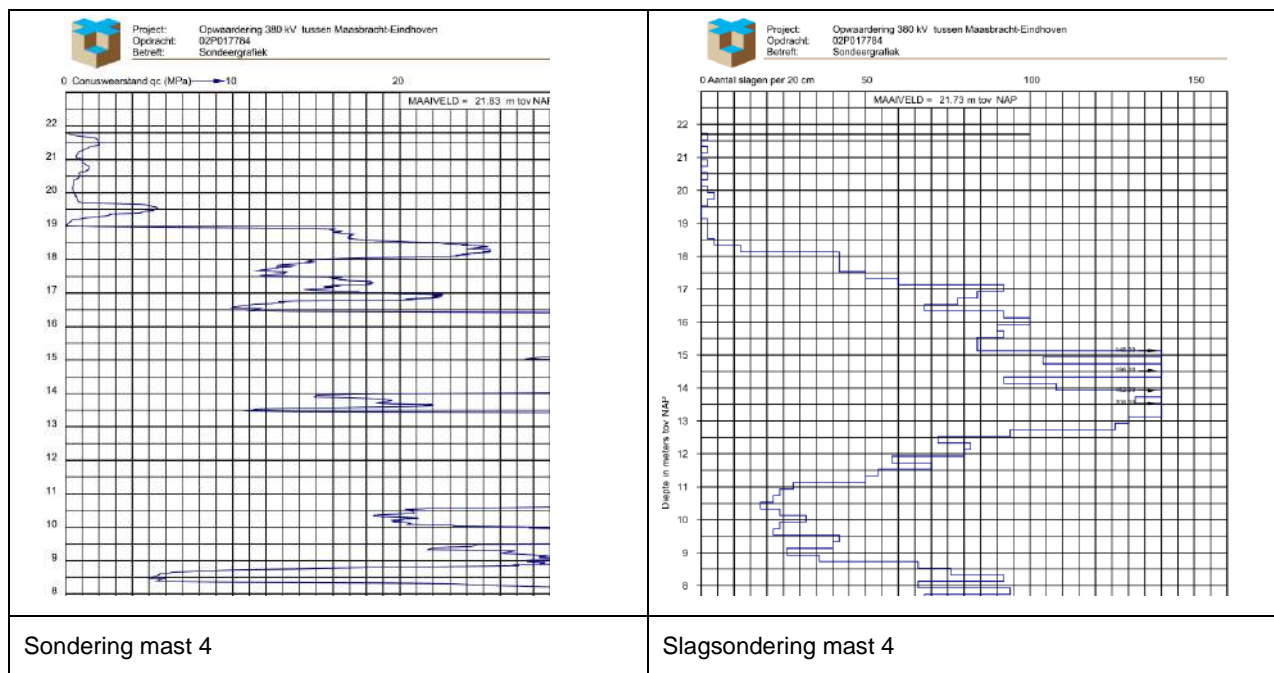 Project: Opwaardering 380 kV tussen Maasbracht-Eindhoven
Opdracht: 02P017784
Betreft: Sondeergrafiek
0 Conusweerstand qc (MPa) 10 20
MAAIVELD = 21.83 m tov NAP
22
21
20
19
18
17
16
15
14
13
12
11
10
9
8
Sondering mast 4
Project: Opwaardering 380 kV tussen Maasbracht-Eindhoven
Opdracht: 02P017784
Betreft: Sondeergrafiek
0 Aantal slagen per 20 cm 50 100 150
MAAIVELD = 21.73 m tov NAP
Diepte in meters tov NAP
22
21
20
19
18
17
16
15
14
13
12
11
10
9
8
Slagsondering mast 4